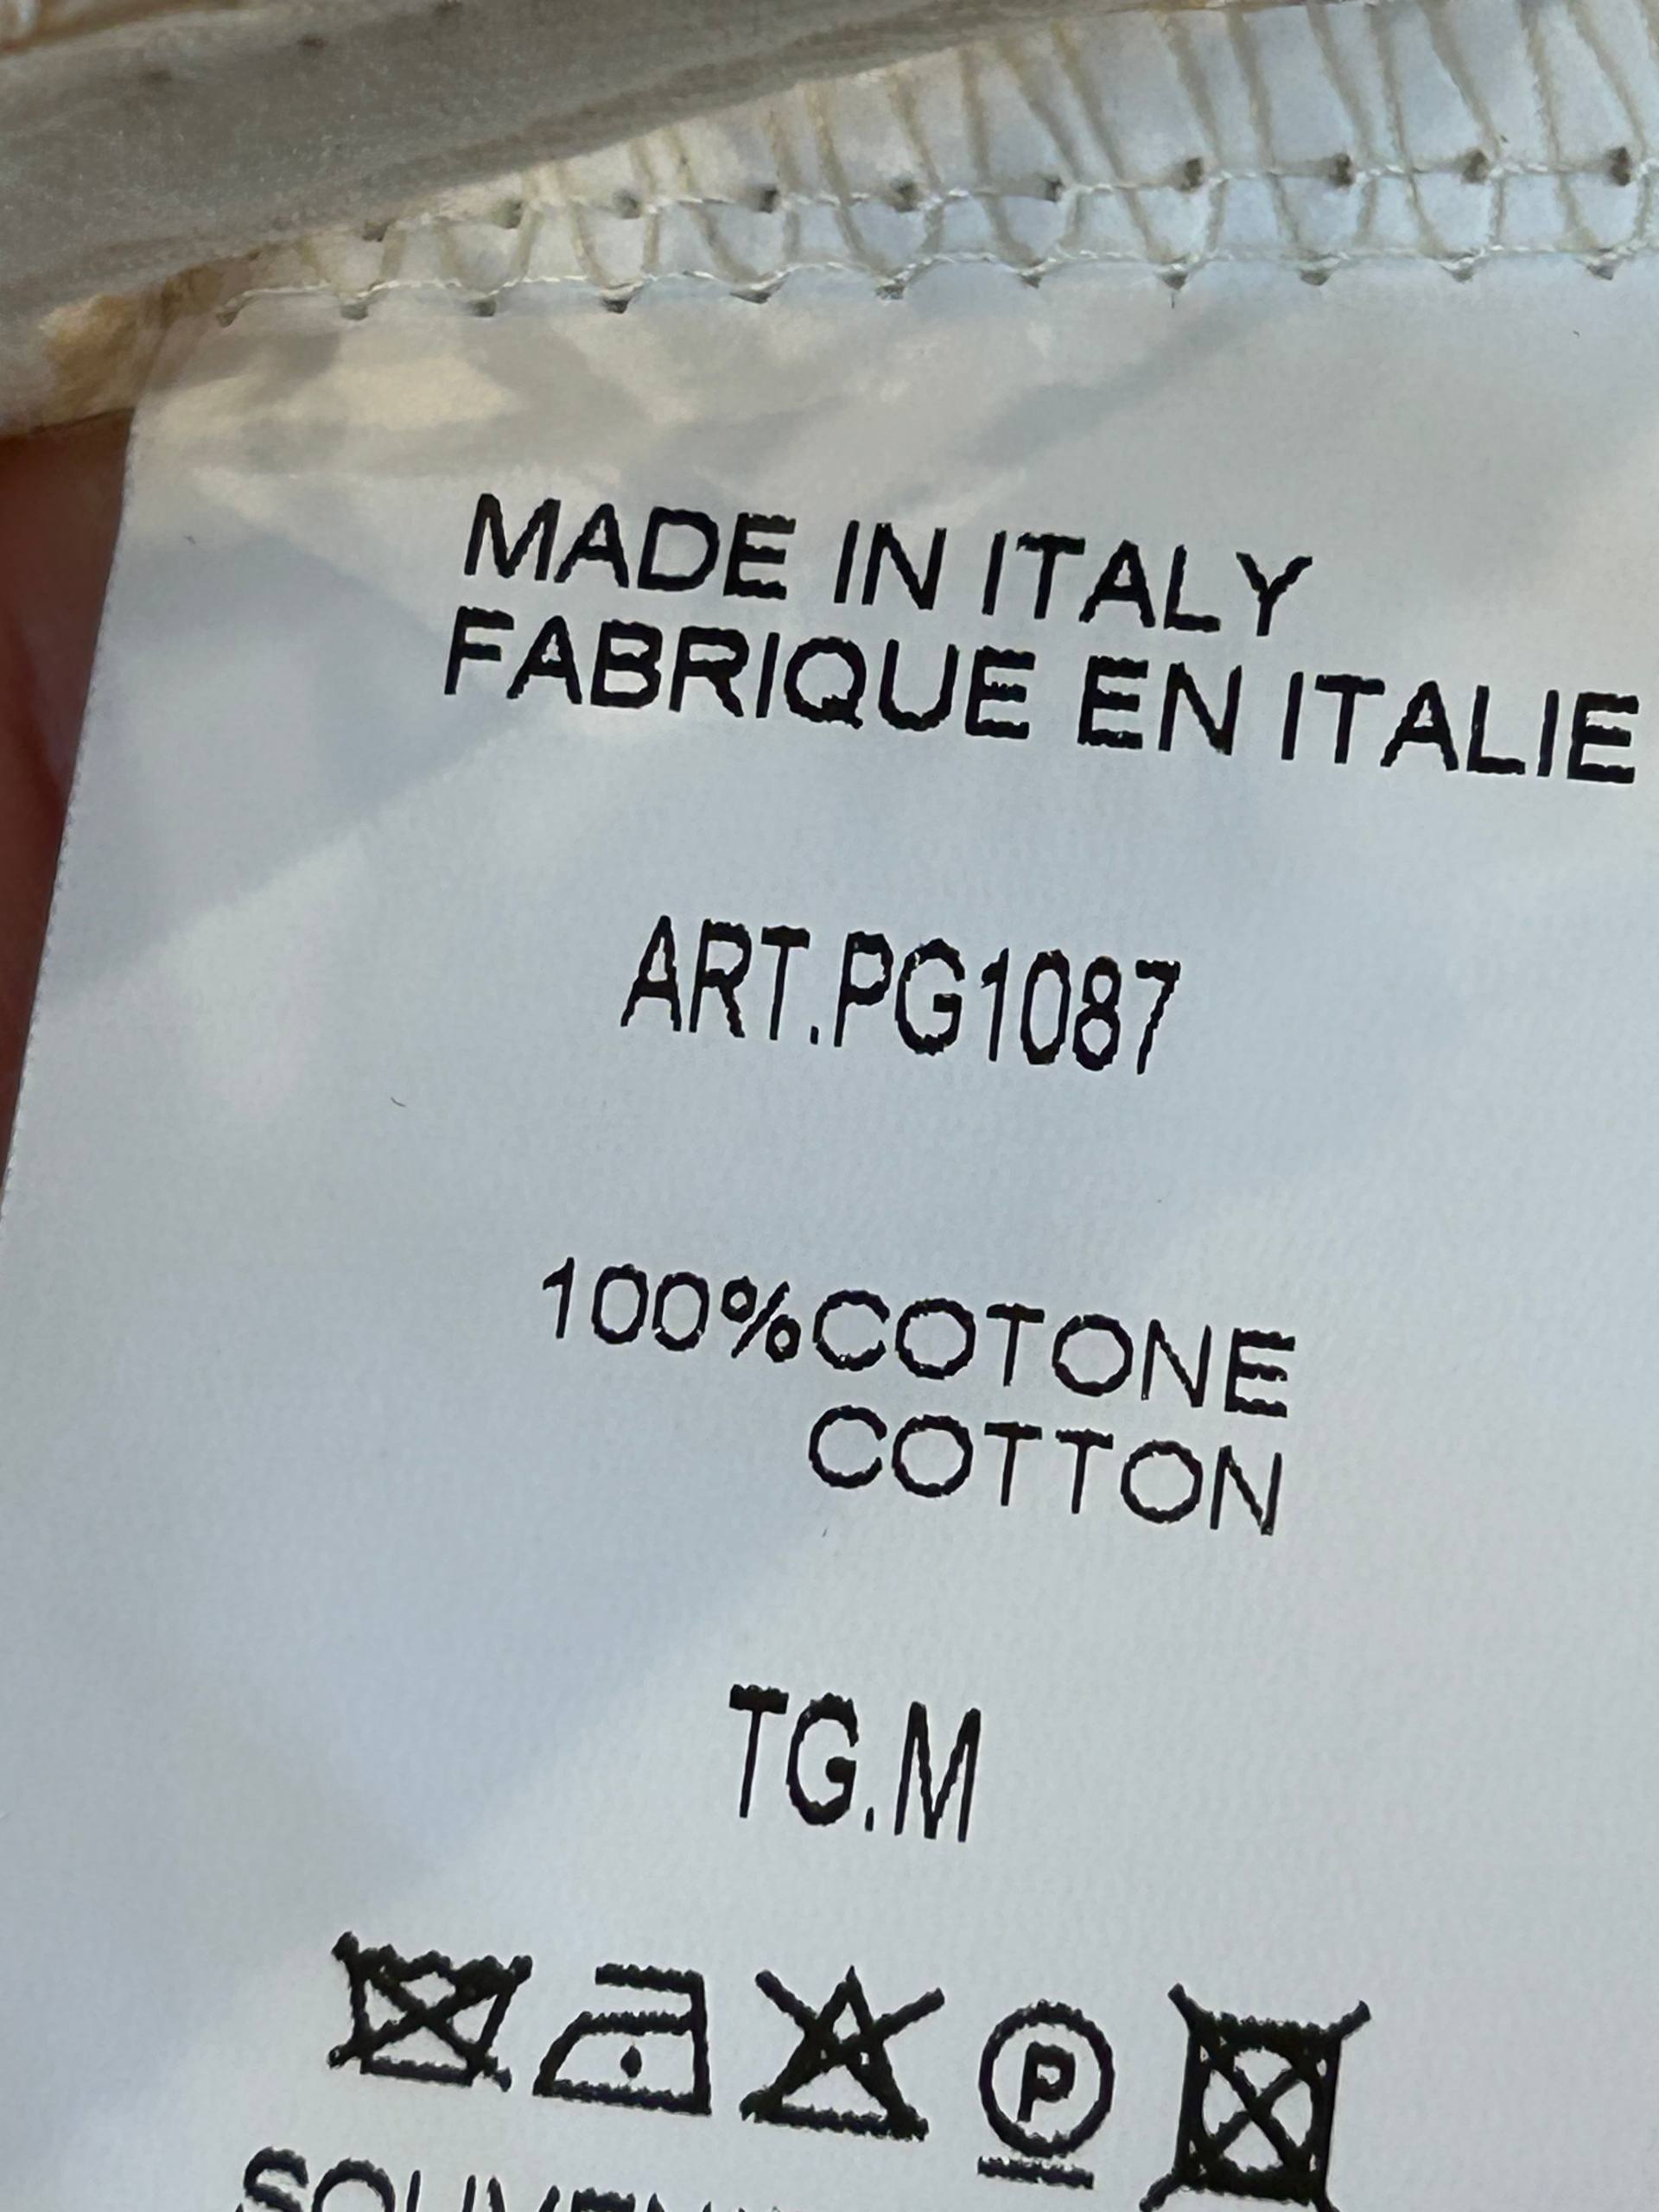 MADE IN ITALY
FABRIQUE EN ITALIE
ART.PG1087
100%COTONE
COTTON
TG.M
P